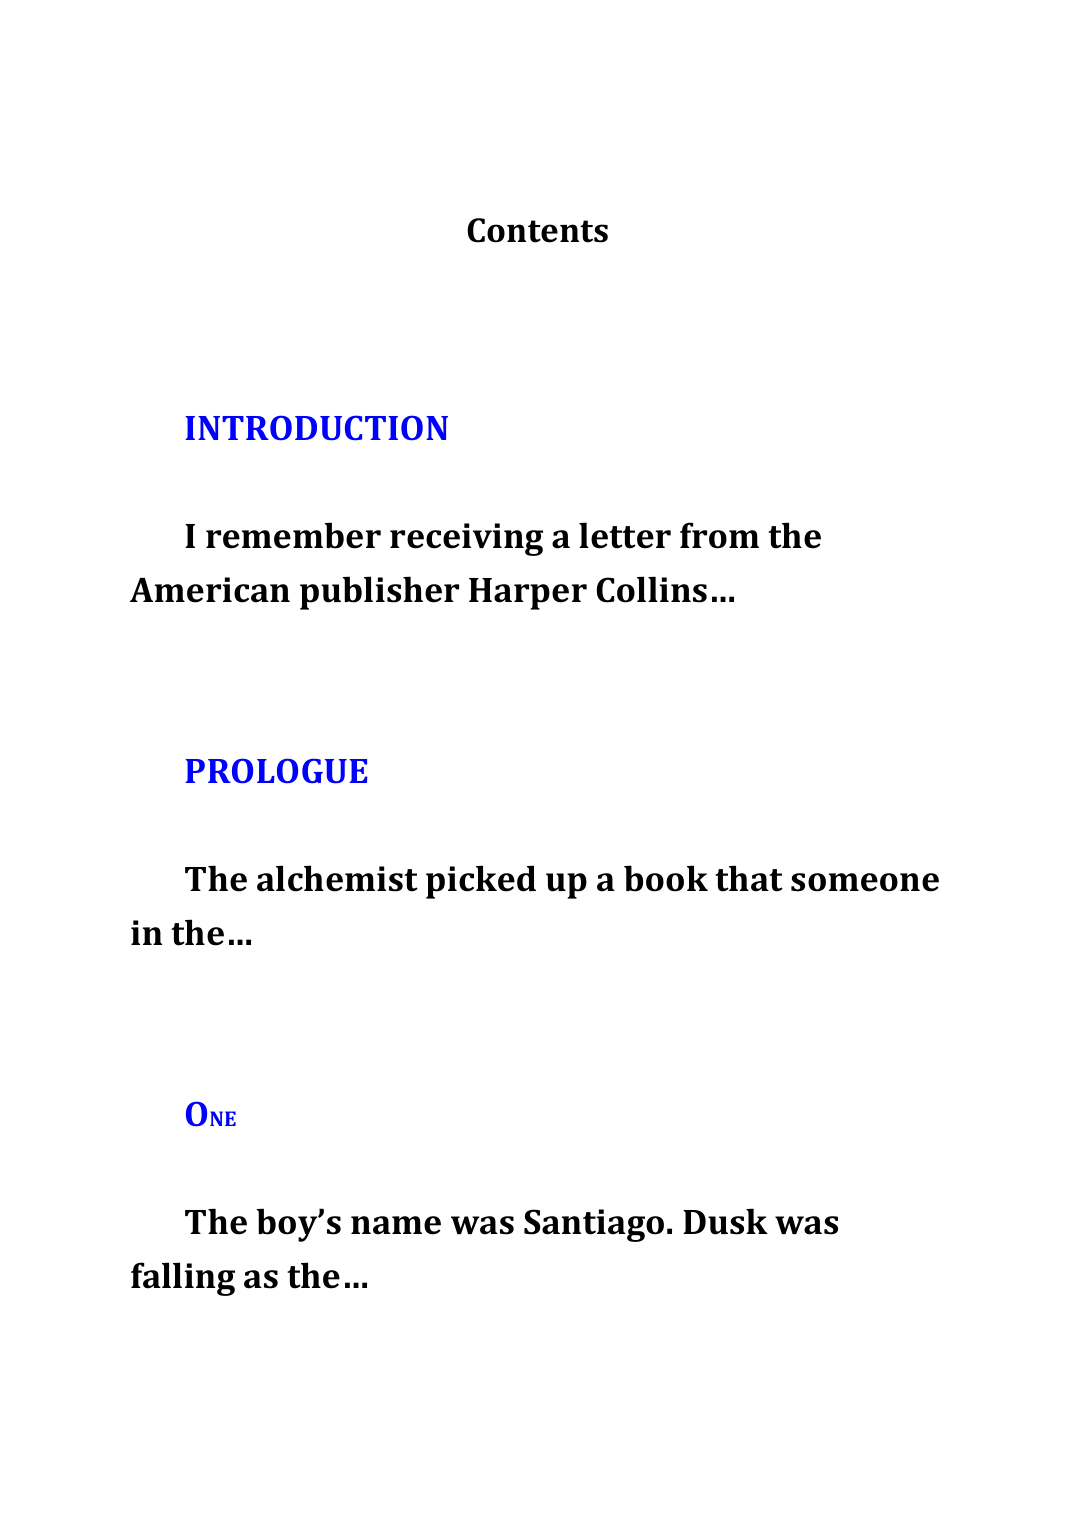 Contents
INTRODUCTION
I remember receiving a letter from the
American publisher Harper Collins…
PROLOGUE
The alchemist picked up a book that someone
in the…
One
The boy’s name was Santiago. Dusk was
falling as the…